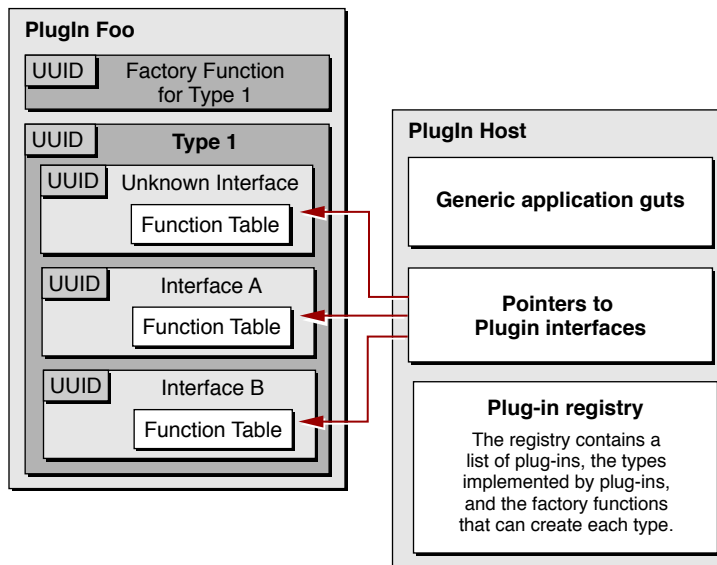 PlugIn Foo
UUID
Factory Function
for Type 1
UUID
Type 1
UUID
Unknown Interface
Function Table
UUID
Interface A
Function Table
UUID
Interface B
Function Table
PlugIn Host
Generic application guts
Pointers to
Plugin interfaces
Plug-in registry
The registry contains a
list of plug-ins, the types
implemented by plug-ins,
and the factory functions
that can create each type.